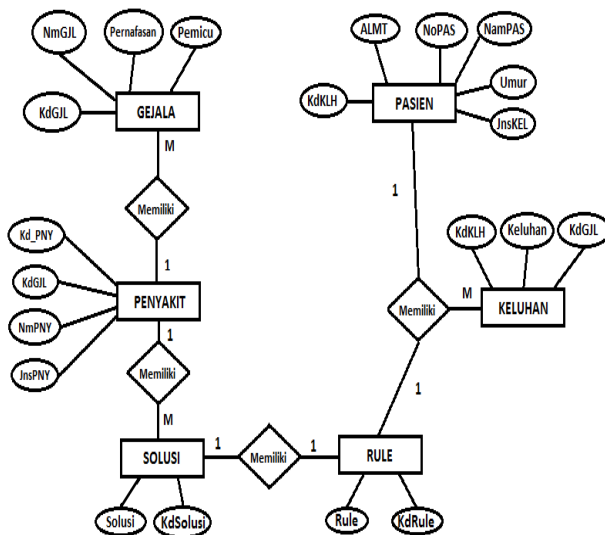 NmGJL
Pernafasan
Pemicu
KdGJL
GEJALA
M
Memiliki
1
Kd_PNY
KdGJL
NmPNY
JnsPNY
PENYAKIT
1
Memiliki
M
SOLUSI
Solusi
KdSolusi
1
Memiliki
1
RULE
Rule
KdRule
1
ALMT
NoPAS
NamPAS
KdKLH
PASIEN
Umur
JnsKEL
1
Memiliki
M
KdKLH
Keluhan
KdGJL
KELUHAN